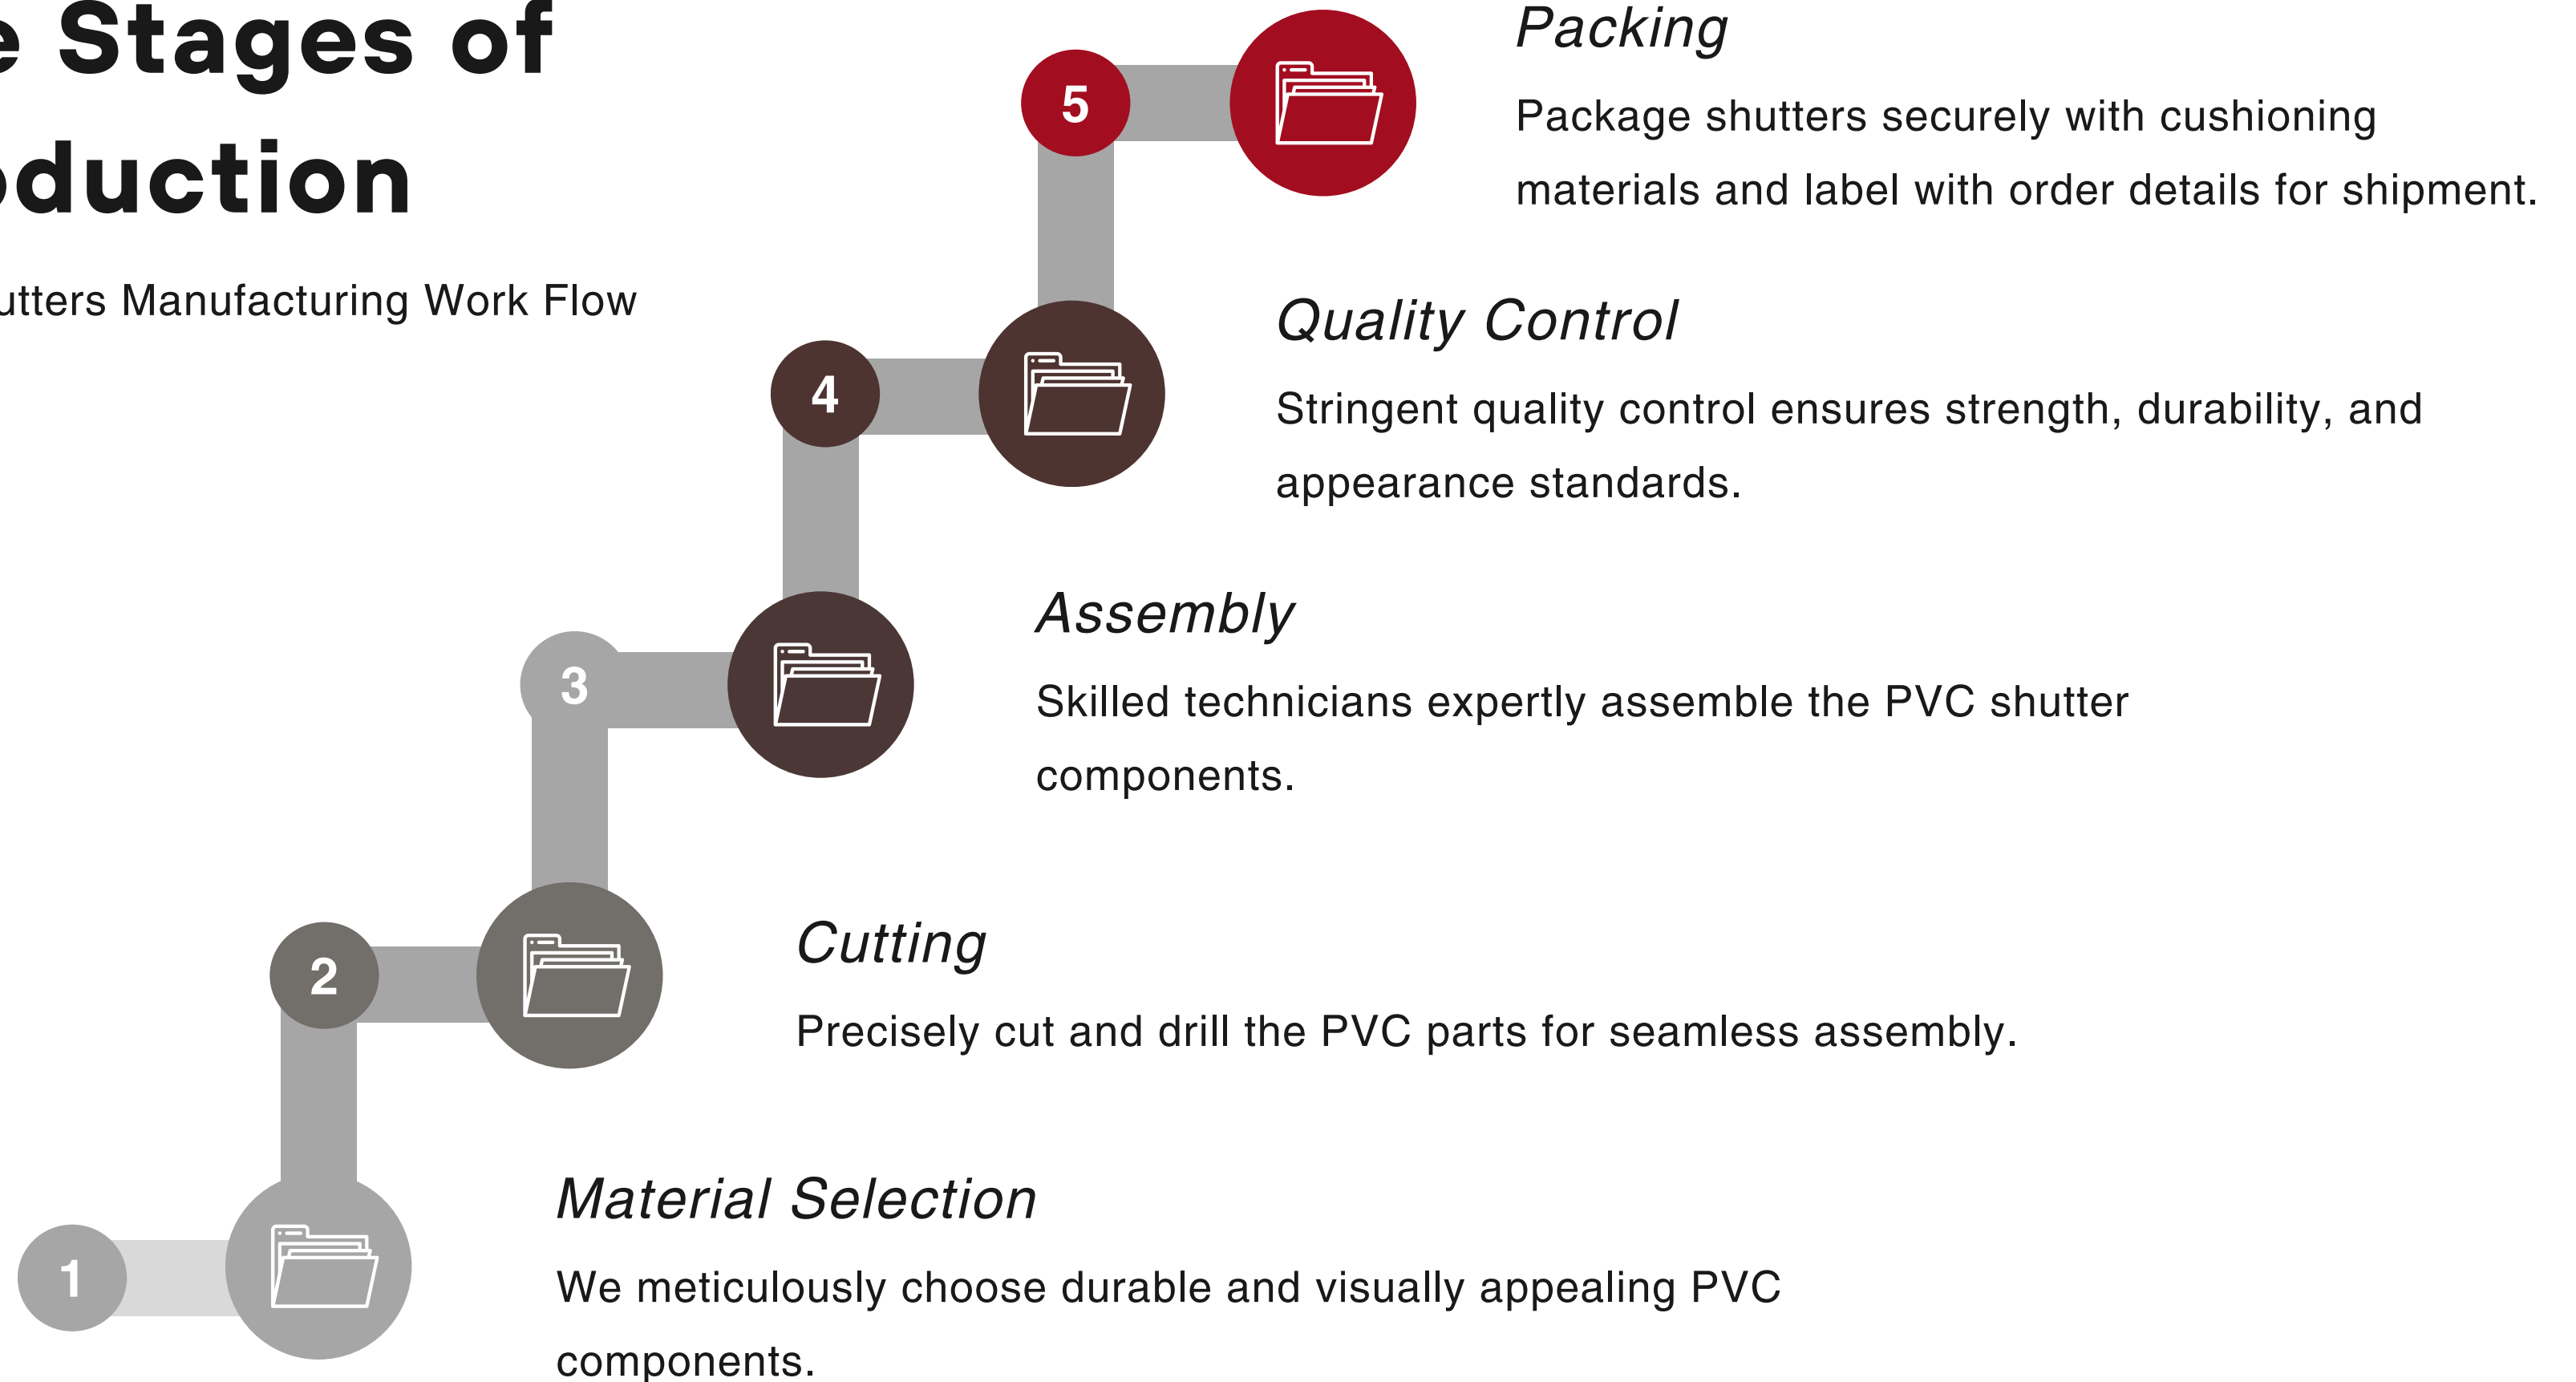 e Stages of
oduction
utters Manufacturing Work Flow
5
Packing
Package shutters securely with cushioning
materials and label with order details for shipment.
4
Quality Control
Stringent quality control ensures strength, durability, and
appearance standards.
3
Assembly
Skilled technicians expertly assemble the PVC shutter
components.
2
Cutting
Precisely cut and drill the PVC parts for seamless assembly.
1
Material Selection
We meticulously choose durable and visually appealing PVC
components.